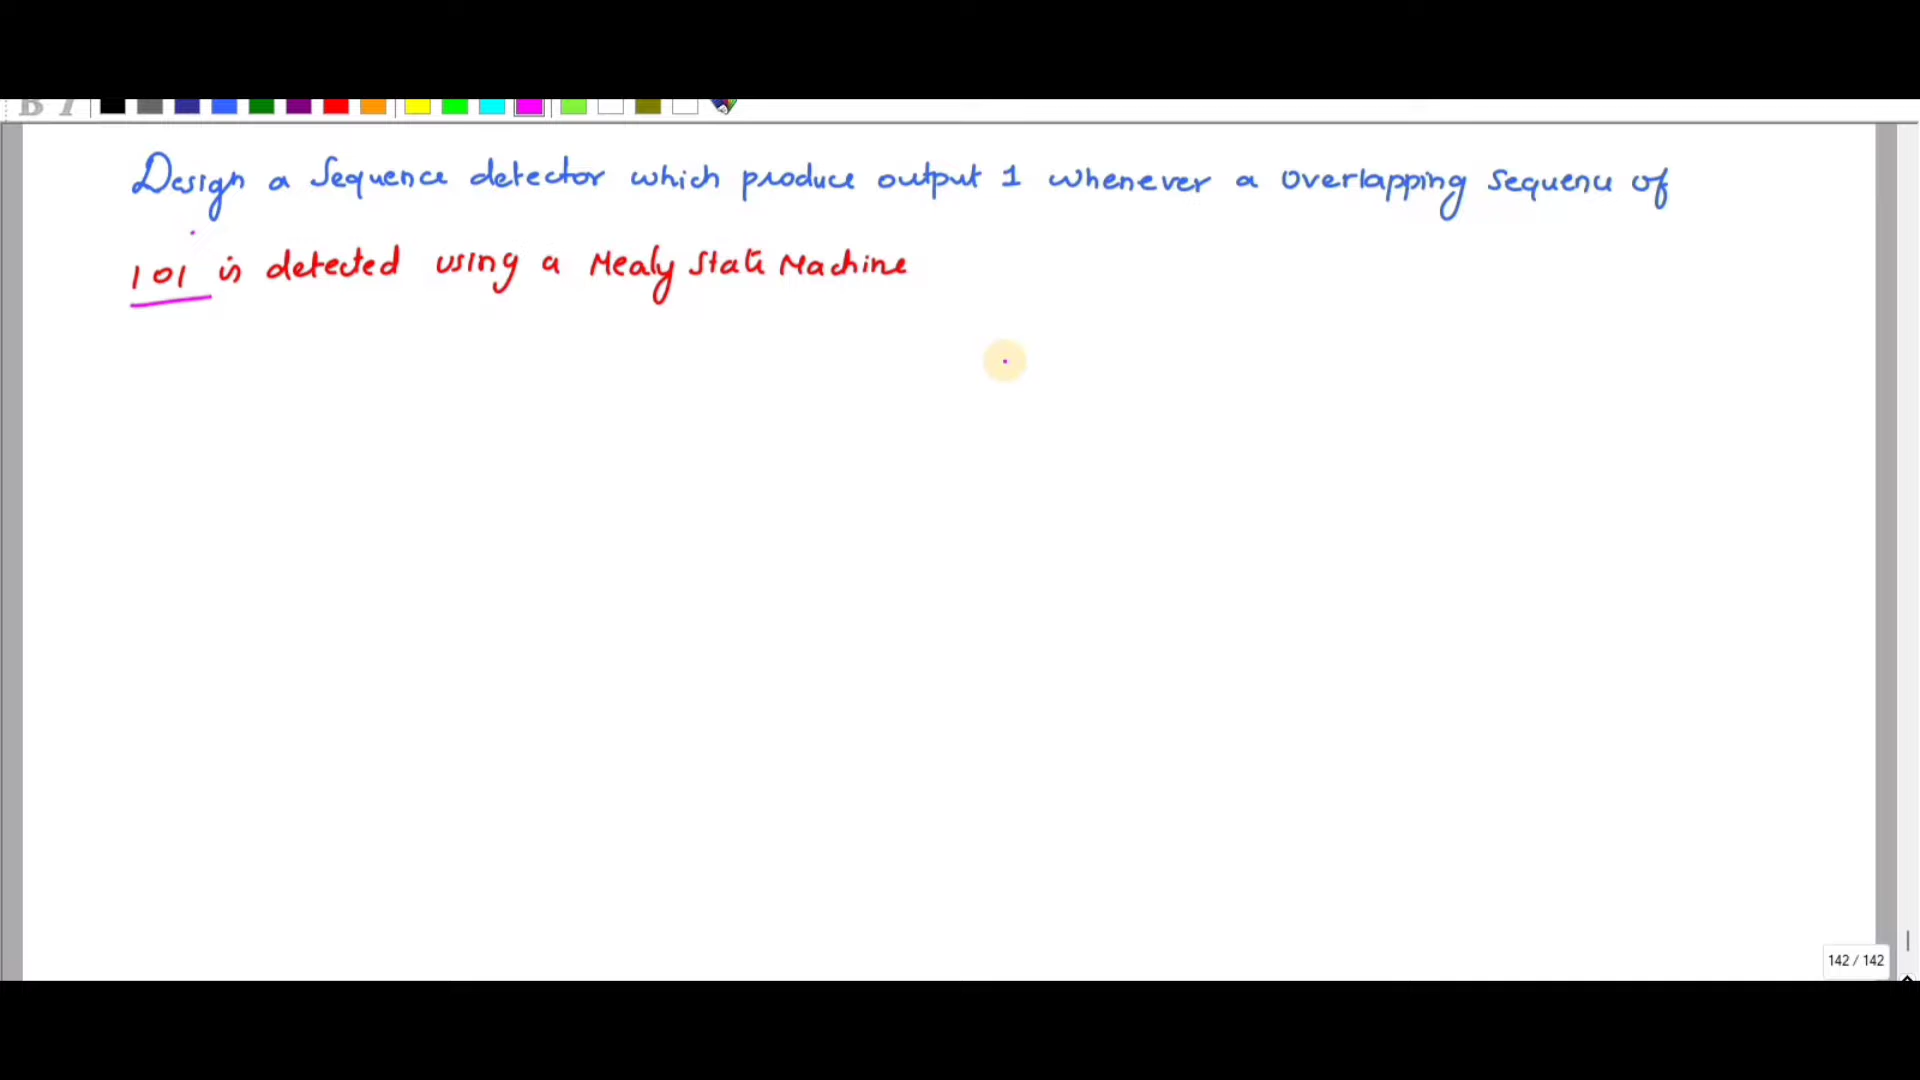 B I
Design a Sequence detector which produce output 1 whenever a overlapping sequence of
101 is detected using a Mealy State Machine
142 / 142